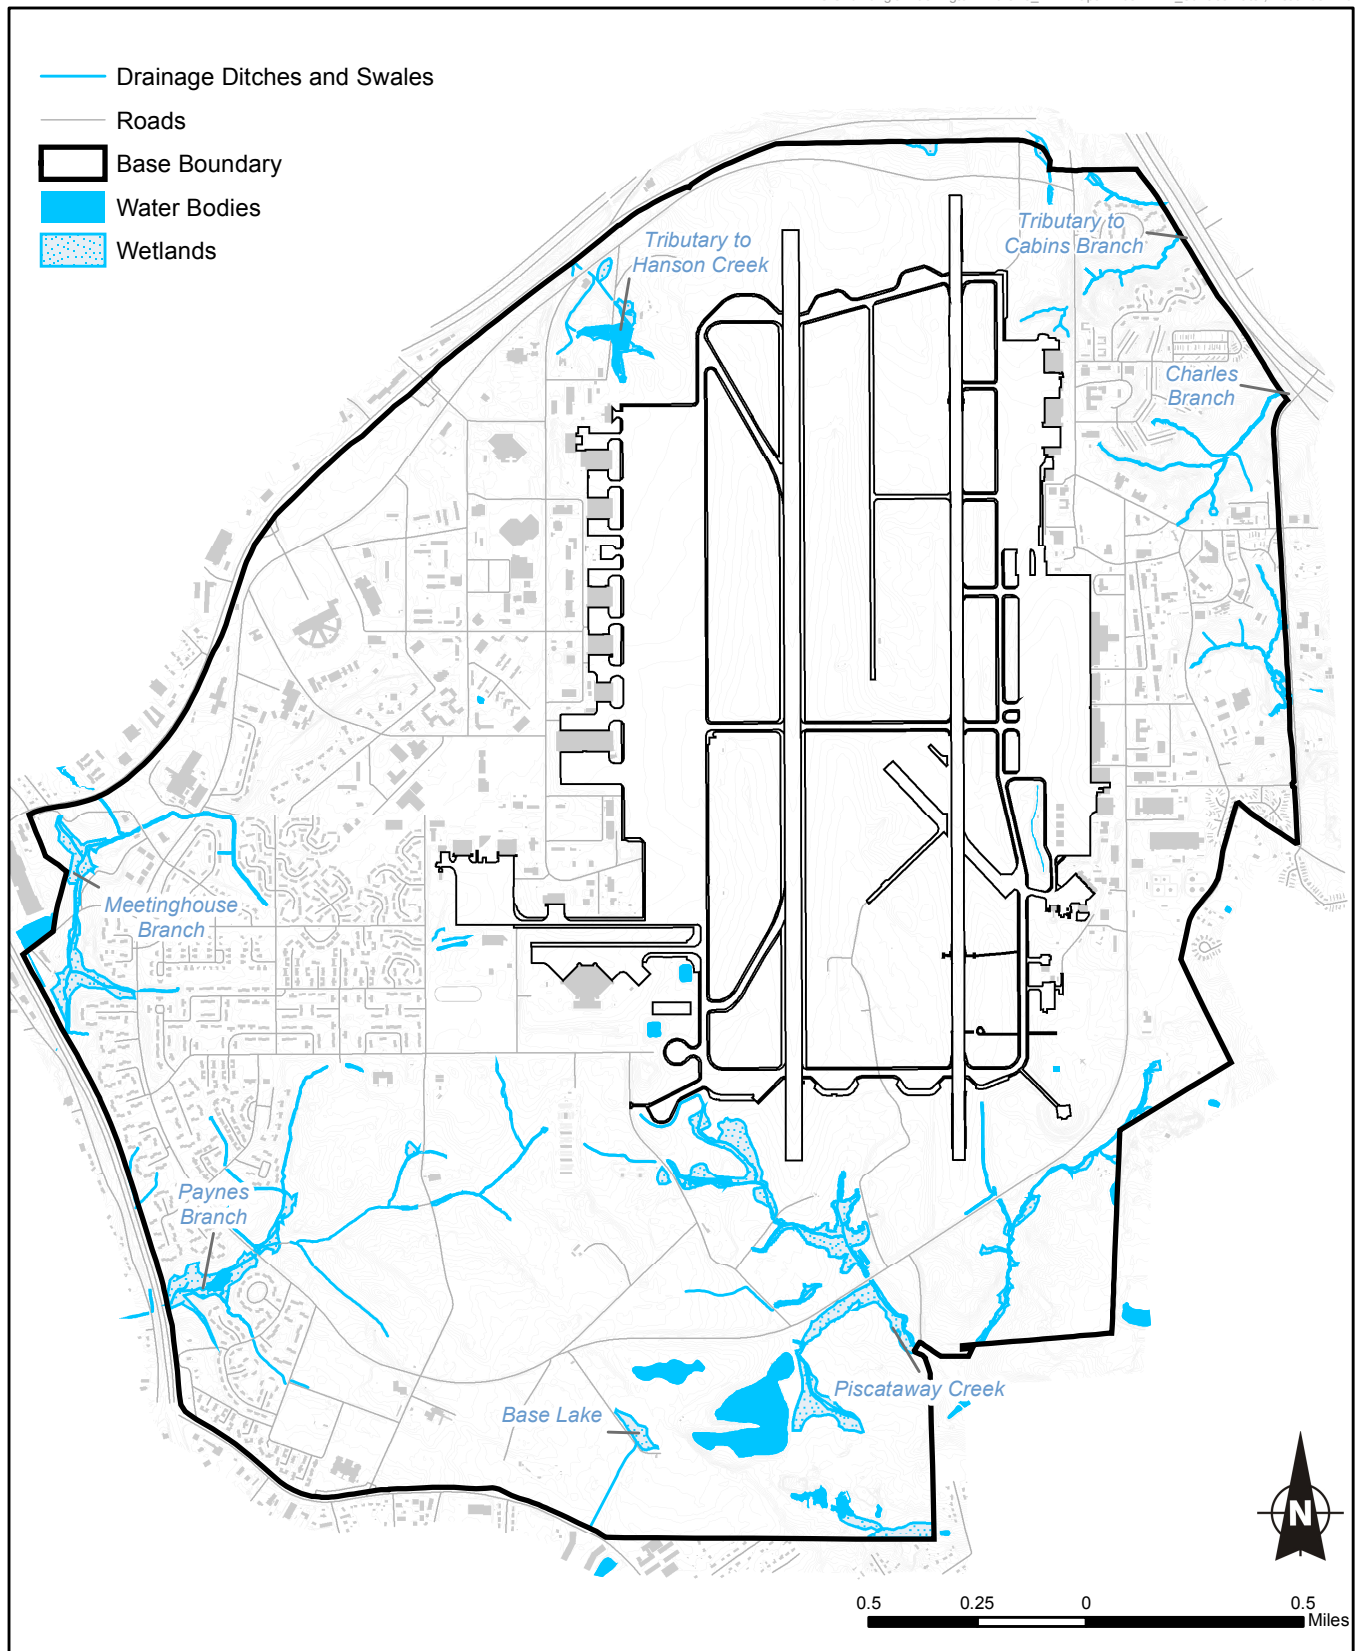 Drainage Ditches and Swales
Roads
Base Boundary
Water Bodies
Wetlands
Tributary to
Hanson Creek
Tributary to
Cabins Branch
Charles
Branch
Meetinghouse
Branch
Paynes
Branch
Piscataway Creek
Base Lake
N
0.5 0.25 0 0.5
Miles